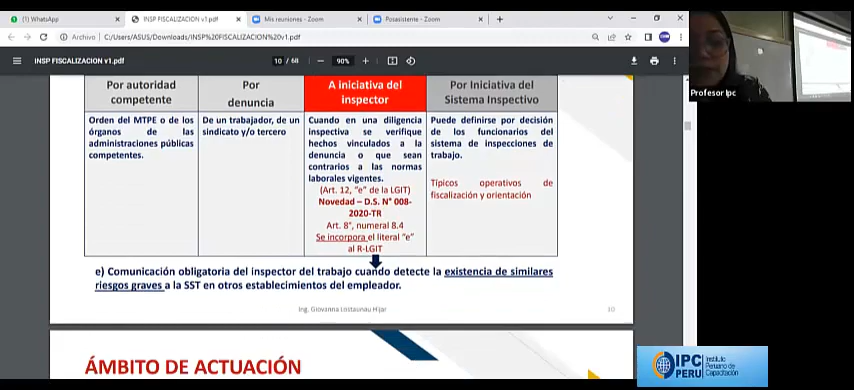 (1) WhatsApp
INSP FISCALIZACION v1.pdf
Mis reuniones - Zoom
Posasistente - Zoom
Archivo | C:/Users/ASUS/Downloads/INSP%20FISCALIZACION%20v1.pdf
INSP FISCALIZACION v1.pdf
10 / 68
90%
Por autoridad
competente
Por
denuncia
A iniciativa del
inspector
Por Iniciativa del
Sistema Inspectivo
Orden del MTPE o de los
órganos de las
administraciones públicas
competentes.
De un trabajador, de un
sindicato y/o tercero
Cuando en una diligencia
inspectiva se verifique
hechos vinculados a la
denuncia o que sean
contrarios a las normas
laborales vigentes.
(Art. 12, "e" de la LGIT)
Novedad – D.S. N° 008-
2020-TR
Art. 8°, numeral 8.4
Se incorpora el literal "e"
al R-LGIT
Puede definirse por decisión
de los funcionarios del
sistema de inspecciones de
trabajo.
Típicos operativos de
fiscalización y orientación
e) Comunicación obligatoria del inspector del trabajo cuando detecte la existencia de similares
riesgos graves a la SST en otros establecimientos del empleador.
Ing. Giovanna Lostaunau Hijar
10
ÁMBITO DE ACTUACIÓN
Profesor Ipc
IPC
PERU
Instituto
Peruano de
Capacitación